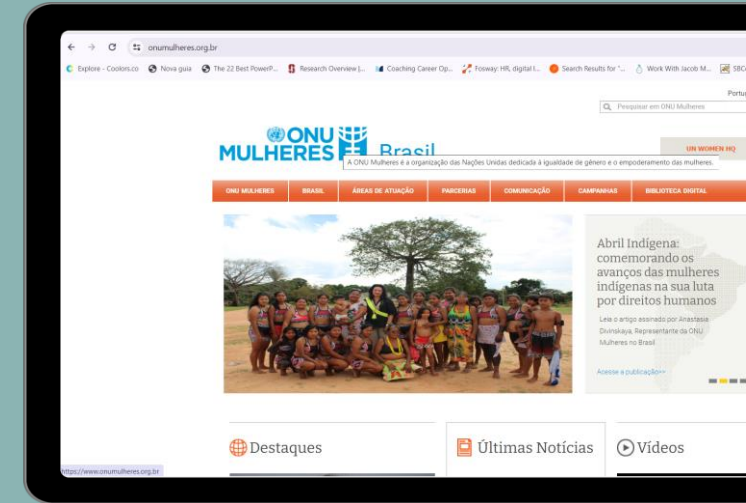 onumulheres.org.br
Explore - Coolors.co Nova guia The 22 Best PowerP... Research Overview |... Coaching Career Op... Fosway: HR, digital l... Search Results for "... Work With Jacob M...
Pesquisar em ONU Mulheres
ONU
MULHERES Brasil
UN WOMEN HQ
A ONU Mulheres é a organização das Nações Unidas dedicada à igualdade de gênero e o empoderamento das mulheres.
ONU MULHERES BRASIL ÁREAS DE ATUAÇÃO PARCERIAS COMUNICAÇÃO CAMPANHAS BIBLIOTECA DIGITAL
Abril Indígena:
comemorando os
avanços das mulheres
indígenas na sua luta
por direitos humanos
Leia o artigo assinado por Anastasia
Divinskaya, Representante da ONU
Mulheres no Brasil
Acesse a publicação>>
Destaques Últimas Notícias Vídeos
https://www.onumulheres.org.br